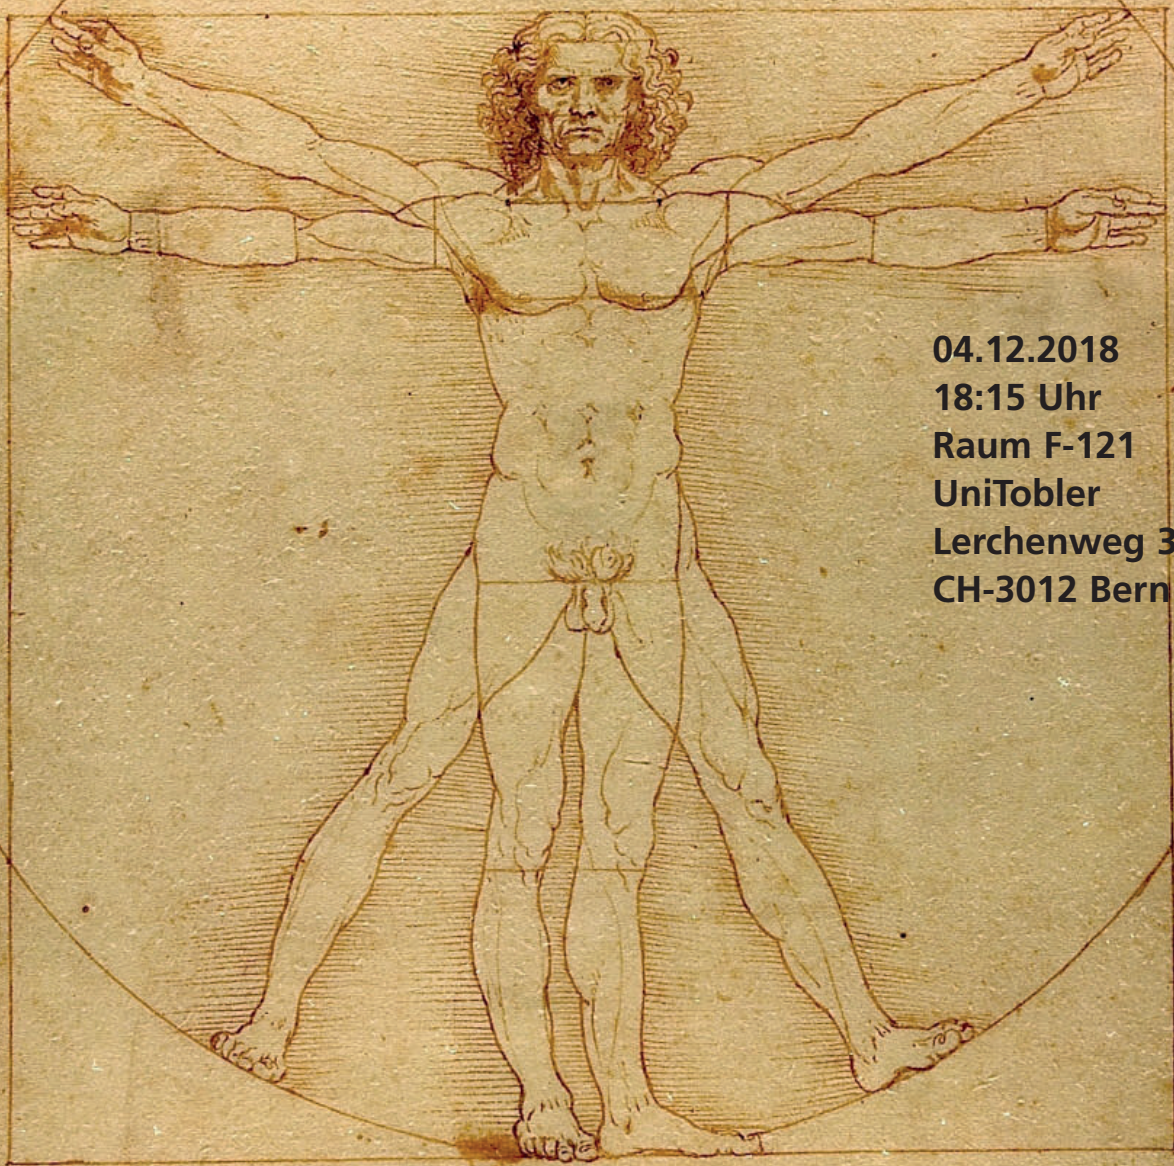 04.12.2018
18:15 Uhr
Raum F-121
UniTobler
Lerchenweg 3
CH-3012 Bern